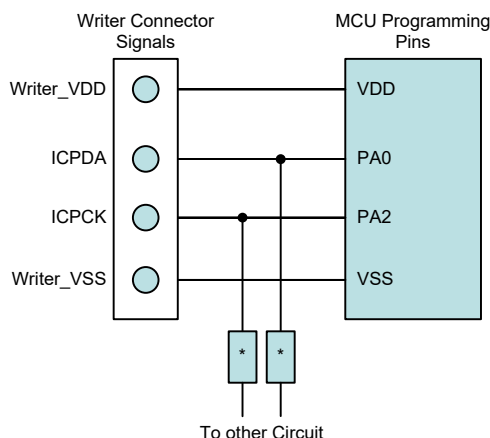 Writer Connector
Signals
MCU Programming
Pins
Writer_VDD
VDD
ICPDA
PA0
ICPCK
PA2
Writer_VSS
VSS
* *
To other Circuit